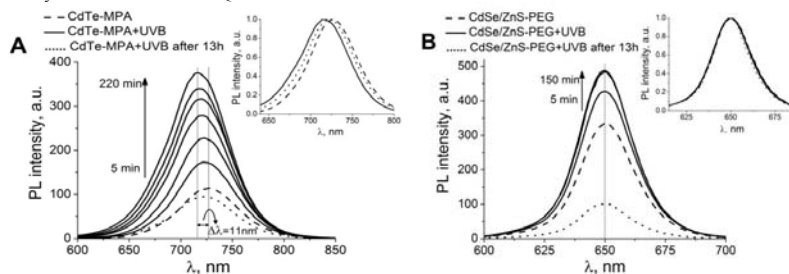 A
CdTe-MPA
CdTe-MPA+UVB
CdTe-MPA+UVB after 13h
PL intensity, a.u.
400
300
200
100
0
220 min
5 min
Δλ=11nm
600 650 700 750 800 850
λ, nm
PL intensity, a.u.
1.0
0.8
0.6
0.4
0.2
0.0
650 700 750 800
λ, nm
B
CdSe/ZnS-PEG
CdSe/ZnS-PEG+UVB
CdSe/ZnS-PEG+UVB after 13h
PL intensity, a.u.
500
400
300
200
100
0
150 min
5 min
600 625 650 675 700
λ, nm
PL intensity, a.u.
1.0
0.8
0.6
0.4
0.2
0.0
625 650 675
λ, nm